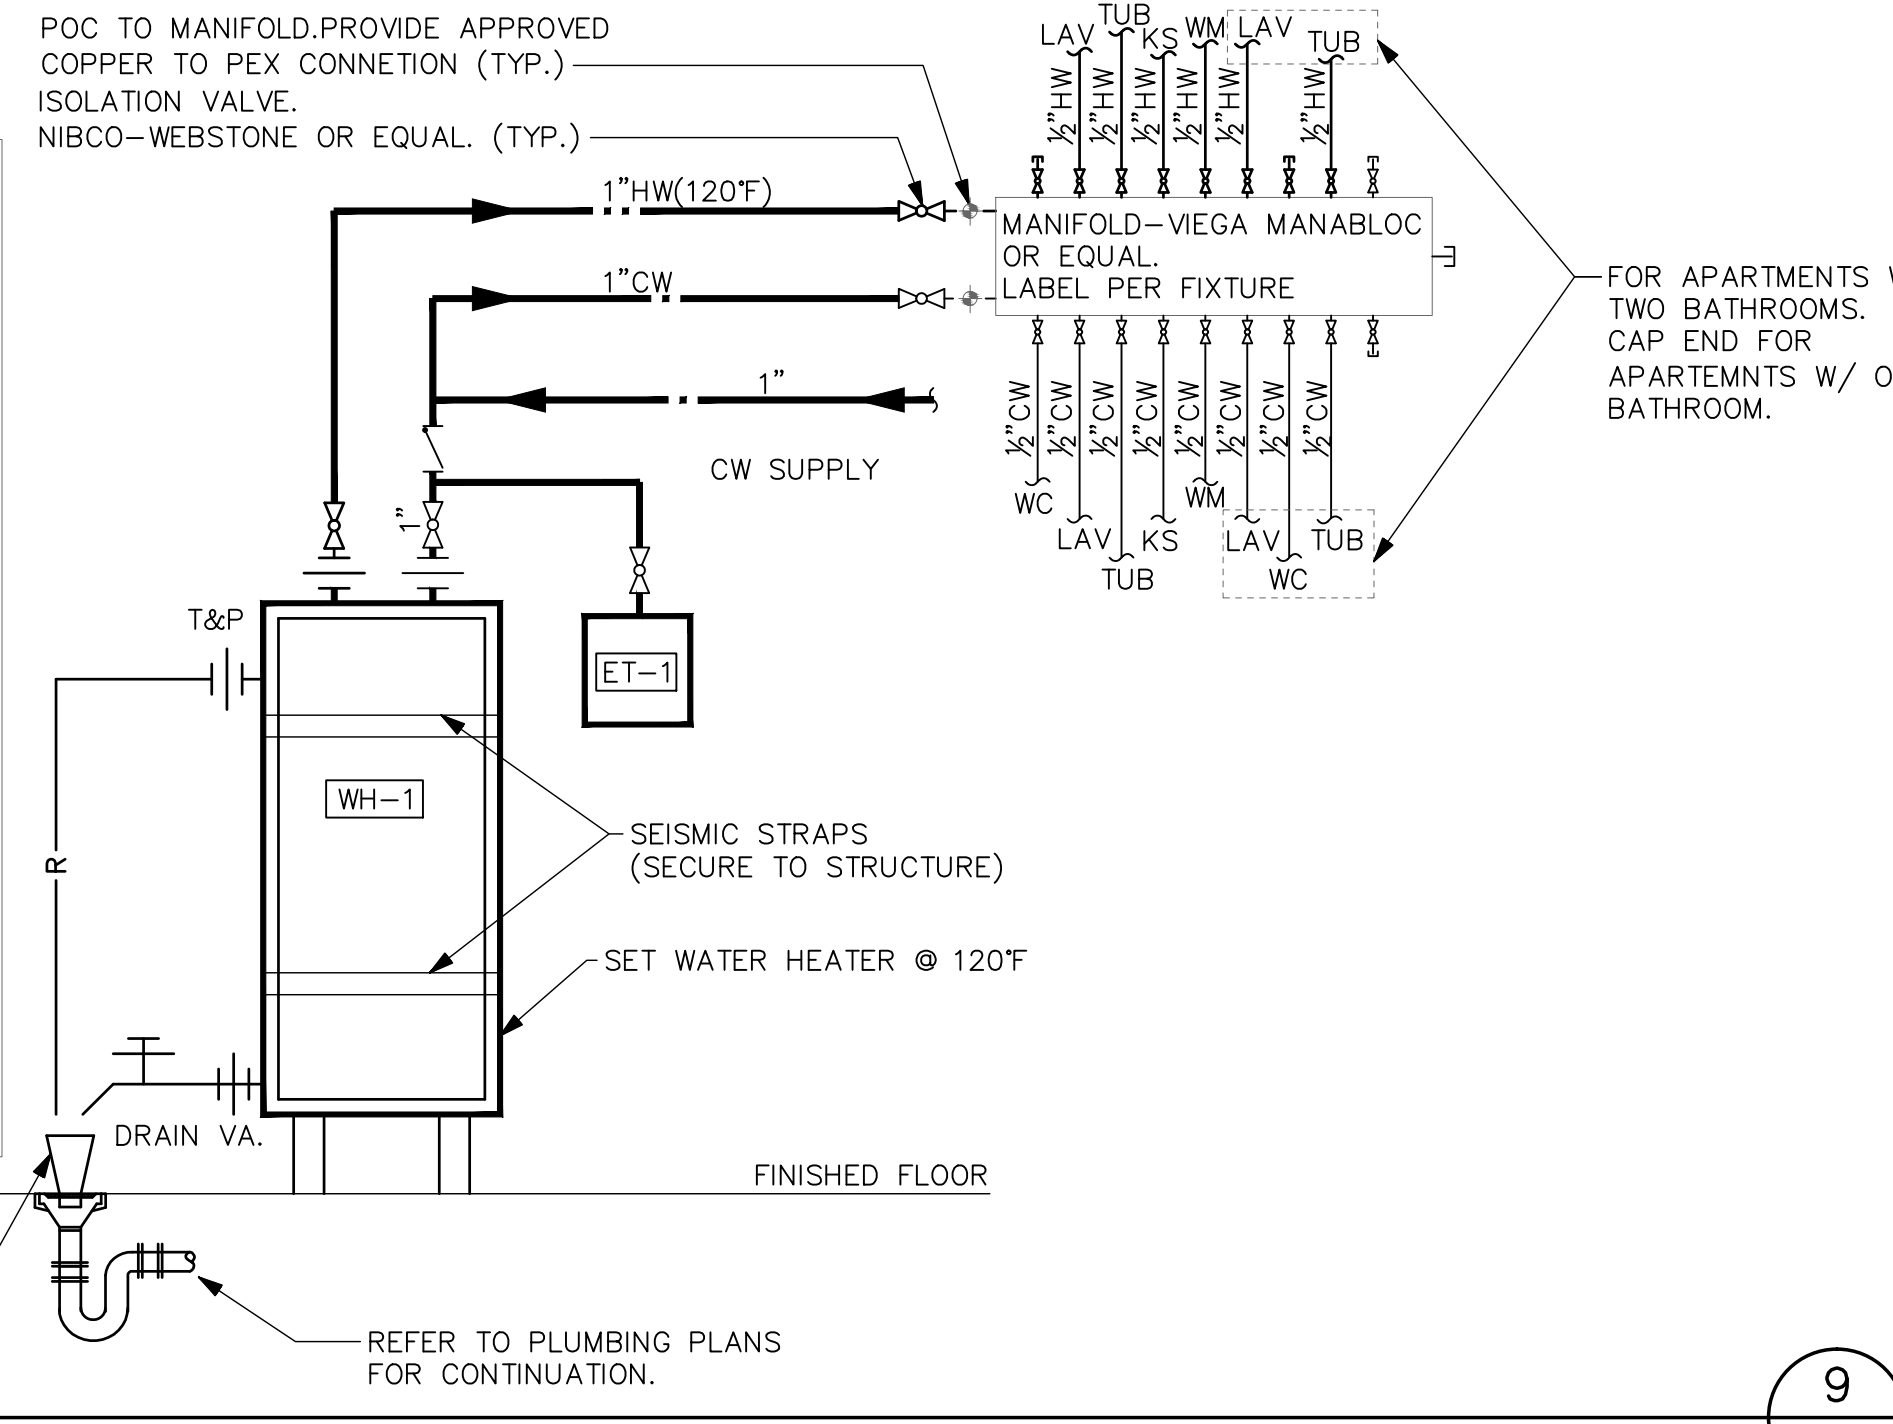 POC TO MANIFOLD.PROVIDE APPROVED
COPPER TO PEX CONNETION (TYP.)
ISOLATION VALVE.
NIBCO-WEBSTONE OR EQUAL. (TYP.)
LAV
TUB
KS
WM
LAV
TUB
½"HW
½"HW
½"HW
½"HW
½"HW
½"HW
1"HW(120°F)
1"CW
1"
CW SUPPLY
1"
MANIFOLD-VIEGA MANABLOC
OR EQUAL.
LABEL PER FIXTURE
FOR APARTMENTS
TWO BATHROOMS.
CAP END FOR
APARTEMNTS W/
BATHROOM.
½"CW
½"CW
½"CW
½"CW
½"CW
½"CW
½"CW
½"CW
WC
LAV
TUB
KS
WM
LAV
WC
TUB
T&P
ET-1
WH-1
R
SEISMIC STRAPS
(SECURE TO STRUCTURE)
SET WATER HEATER @ 120°F
DRAIN VA.
FINISHED FLOOR
REFER TO PLUMBING PLANS
FOR CONTINUATION.
9